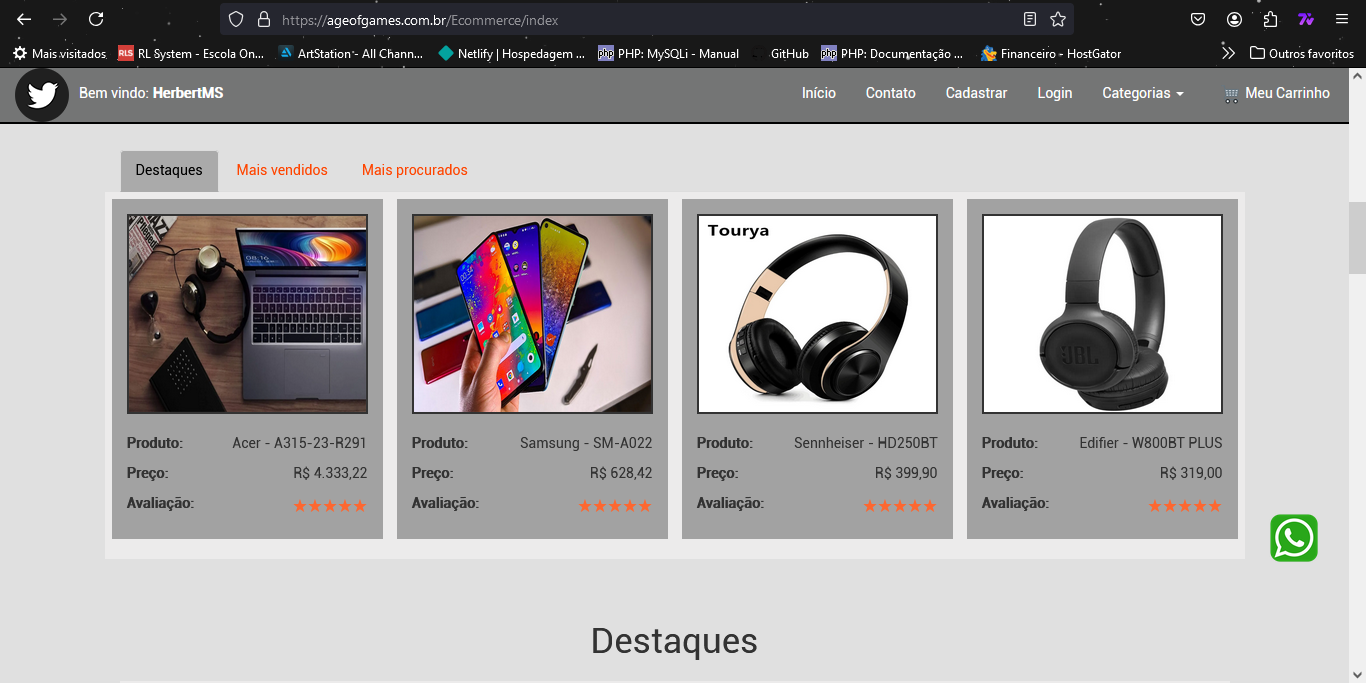 https://ageofgames.com.br/Ecommerce/index
Mais visitados RLS RL System - Escola On... ArtStation - All Chann... Netlify | Hospedagem ... php PHP: MySQLi - Manual GitHub php PHP: Documentação ... Financeiro - HostGator Outros favoritos
Bem vindo: HerbertMS Início Contato Cadastrar Login Categorias Meu Carrinho
Destaques Mais vendidos Mais procurados
08:16
Tourya
JBL
Produto: Acer - A315-23-R291
Preço: R$ 4.333,22
Avaliação: ★★★★★
Produto: Samsung - SM-A022
Preço: R$ 628,42
Avaliação: ★★★★★
Produto: Sennheiser - HD250BT
Preço: R$ 399,90
Avaliação: ★★★★★
Produto: Edifier - W800BT PLUS
Preço: R$ 319,00
Avaliação: ★★★★★
Destaques